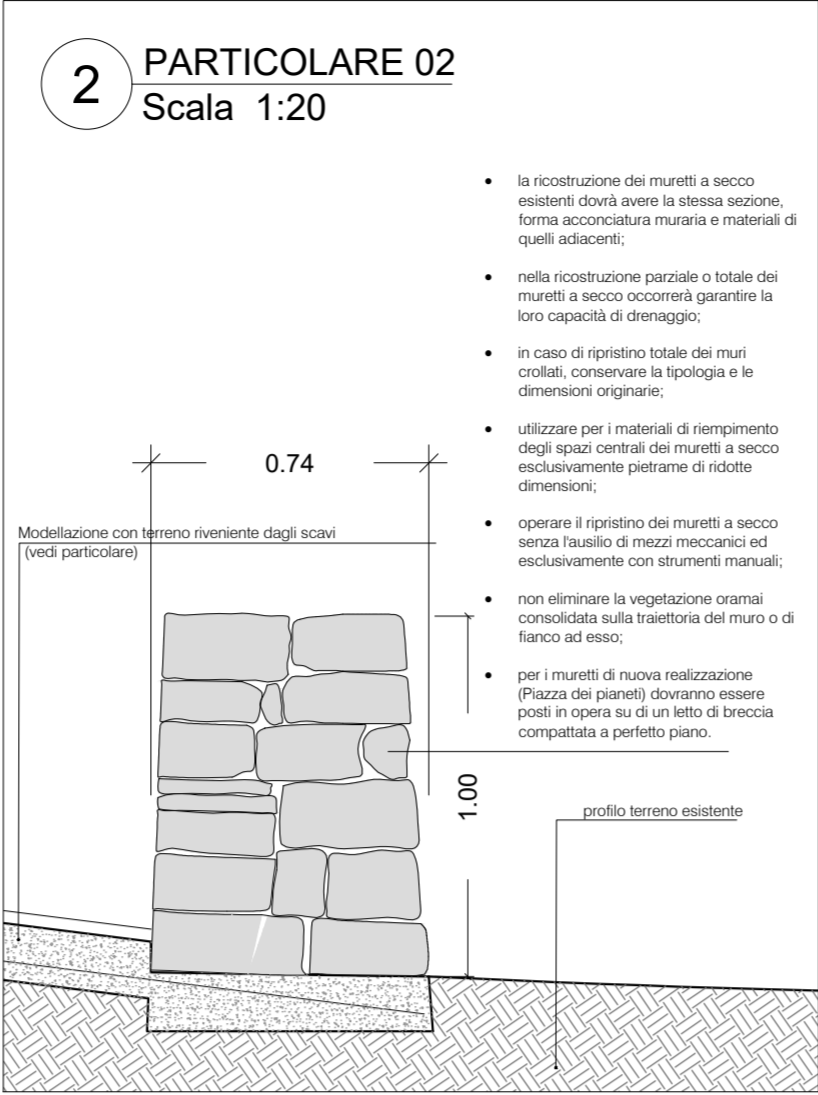 2
PARTICOLARE 02
Scala 1:20
• la ricostruzione dei muretti a secco
esistenti dovrà avere la stessa sezione,
forma acconciatura muraria e materiali di
quelli adiacenti;
• nella ricostruzione parziale o totale dei
muretti a secco occorrerà garantire la
loro capacità di drenaggio;
• in caso di ripristino totale dei muri
crollati, conservare la tipologia e le
dimensioni originarie;
• utilizzare per i materiali di riempimento
degli spazi centrali dei muretti a secco
esclusivamente pietrame di ridotte
dimensioni;
• operare il ripristino dei muretti a secco
senza l'ausilio di mezzi meccanici ed
esclusivamente con strumenti manuali;
• non eliminare la vegetazione oramai
consolidata sulla traiettoria del muro o di
fianco ad esso;
• per i muretti di nuova realizzazione
(Piazza dei pianeti) dovranno essere
posti in opera su di un letto di breccia
compattata a perfetto piano.
0.74
Modellazione con terreno riveniente dagli scavi
(vedi particolare)
1.00
profilo terreno esistente